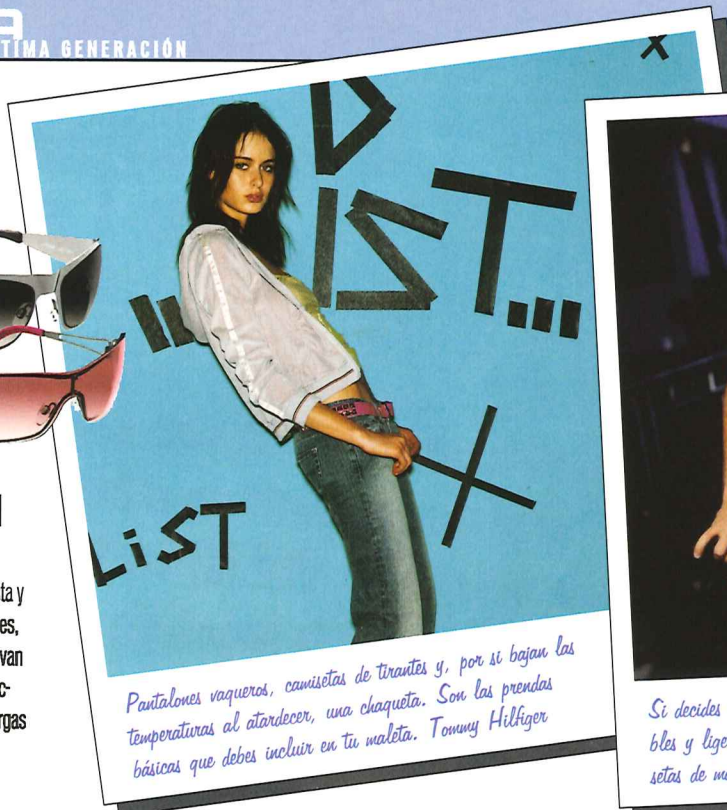 TIMA GENERACIÓN
D
X
IST...
LiST
ta y
es,
van
c-
rgas
Pantalones vaqueros, camisetas de tirantes y, por si bajan las
temperaturas al atardecer, una chaqueta. Son las prendas
básicas que debes incluir en tu maleta. Tommy Hilfiger
Si decides
bles y lige
setas de m